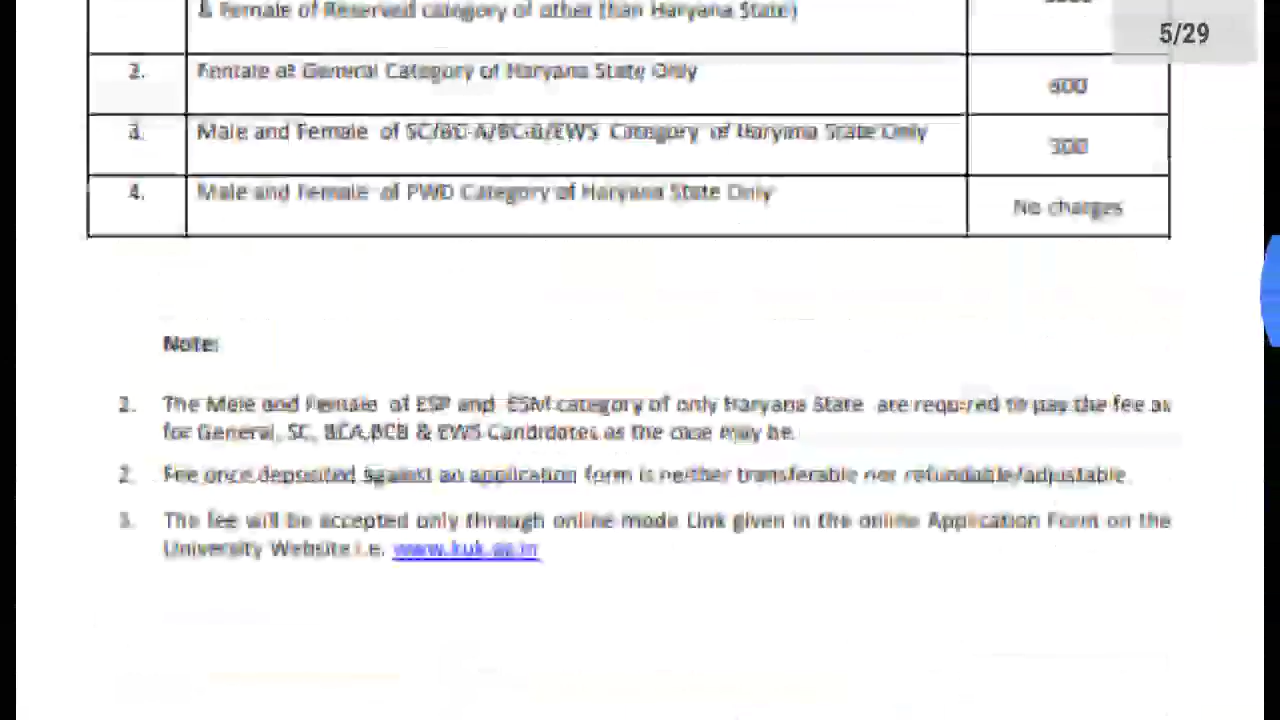 & Female of Reserved category of other than Haryana State)
5/29
2. Female of General Category of Haryana State Only
3. Male and Female of SC/BC-A/BC-B/EWS Category of Haryana State Only
4. Male and Female of PWD Category of Haryana State Only No charges
Note:
The Male and Female of ESP and ESM category of only Haryana State are required to pay the fee as
for General, SC, BCA,BCB & EWS Candidates as the case may be.
2. Fee once deposited against an application form is neither transferable nor refundable/adjustable.
3. The fee will be accepted only through online mode Link given in the online Application Form on the
University Website i.e. www.kuk.ac.in